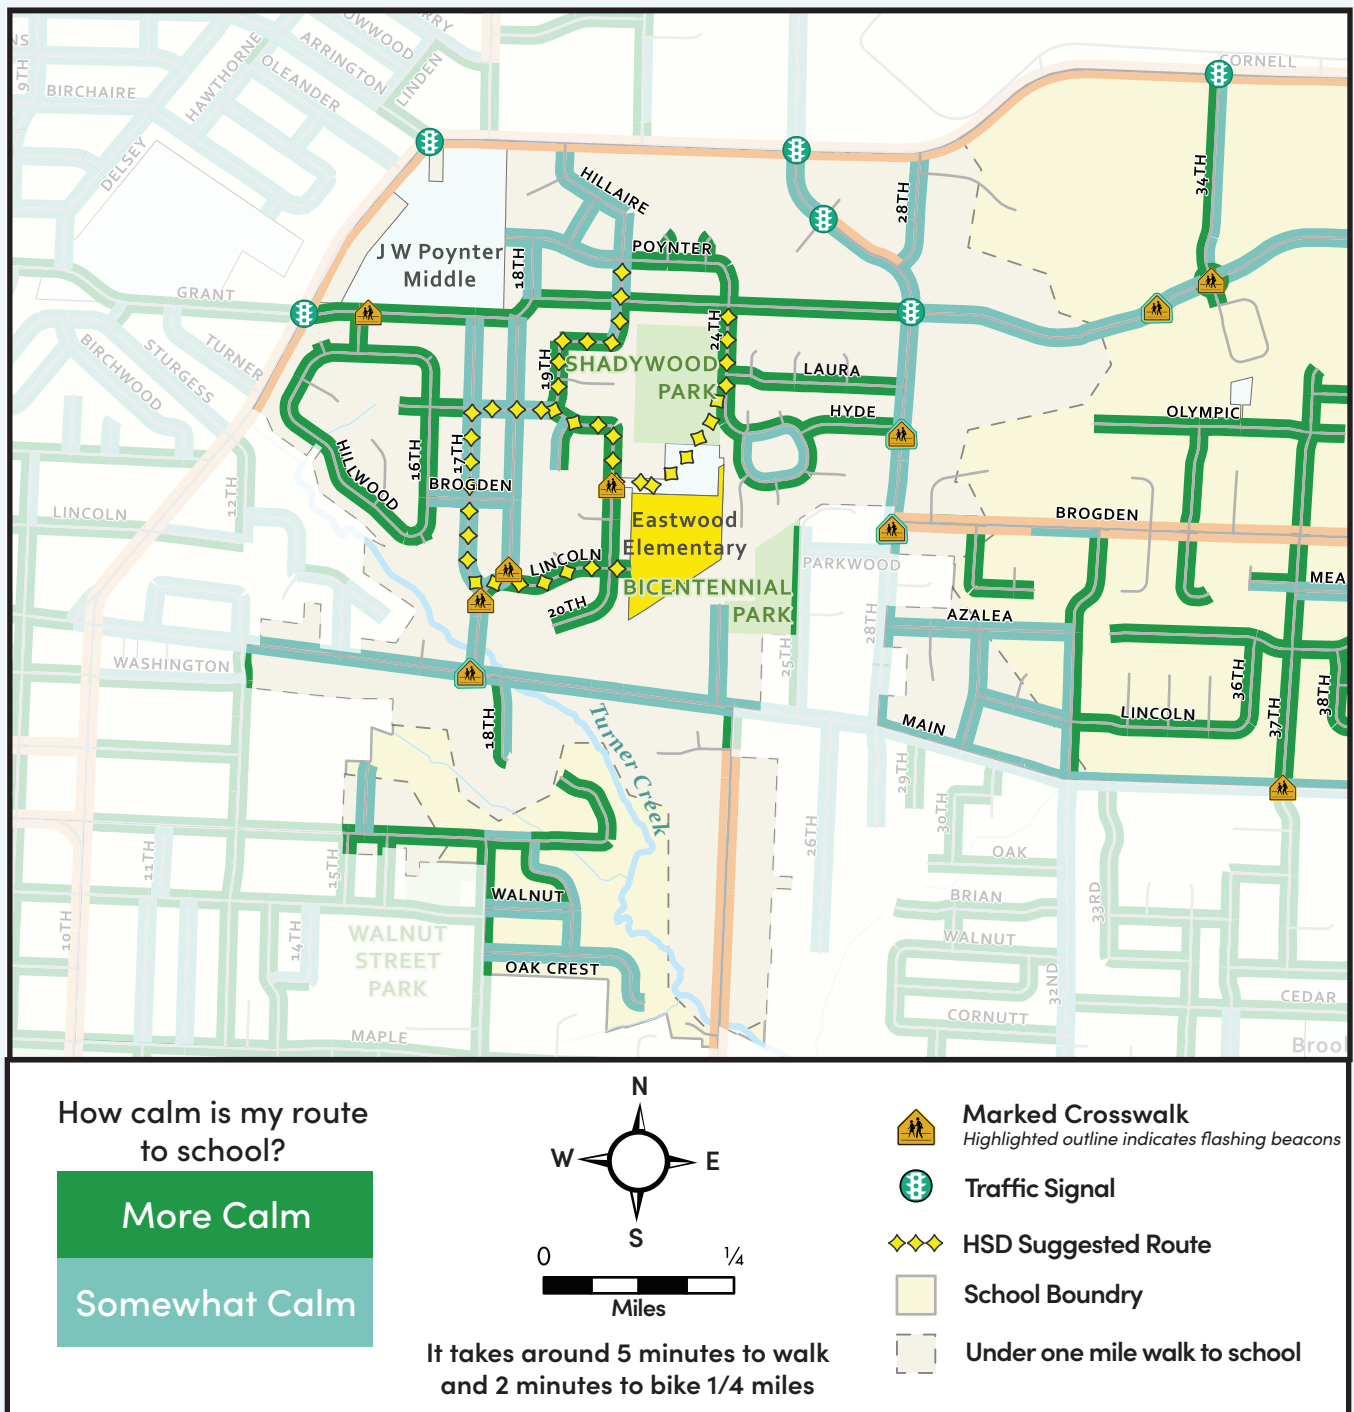 NS
9TH
BIRCHAIRE
DELSEY
HAWTHORNE
OWWOOD
RRY
ARRINGTON
OLEANDER
LINDEN
CORNELL
HILLAIRE
J W Poynter
Middle
18TH
POYNTER
28TH
34TH
GRANT
BIRCHWOOD
STURGESS
TURNER
24TH
19TH
SHADYWOOD
PARK
LAURA
HYDE
OLYMPIC
HILLWOOD
16TH
17TH
BROGDEN
12TH
LINCOLN
Eastwood
Elementary
BROGDEN
LINCOLN
20TH
BICENTENNIAL
PARK
PARKWOOD
MEA
AZALEA
28TH
25TH
WASHINGTON
18TH
Turner Creek
MAIN
LINCOLN
36TH
37TH
38TH
29TH
30TH
26TH
OAK
BRIAN
33RD
WALNUT
32ND
CEDAR
CORNUTT
Brool
11TH
15TH
10TH
14TH
WALNUT
OAK CREST
WALNUT
STREET
PARK
MAPLE
How calm is my route
to school?
More Calm
Somewhat Calm
N
W
E
S
0
¼
Miles
It takes around 5 minutes to walk
and 2 minutes to bike 1/4 miles
Marked Crosswalk
Highlighted outline indicates flashing beacons
Traffic Signal
HSD Suggested Route
School Boundry
Under one mile walk to school